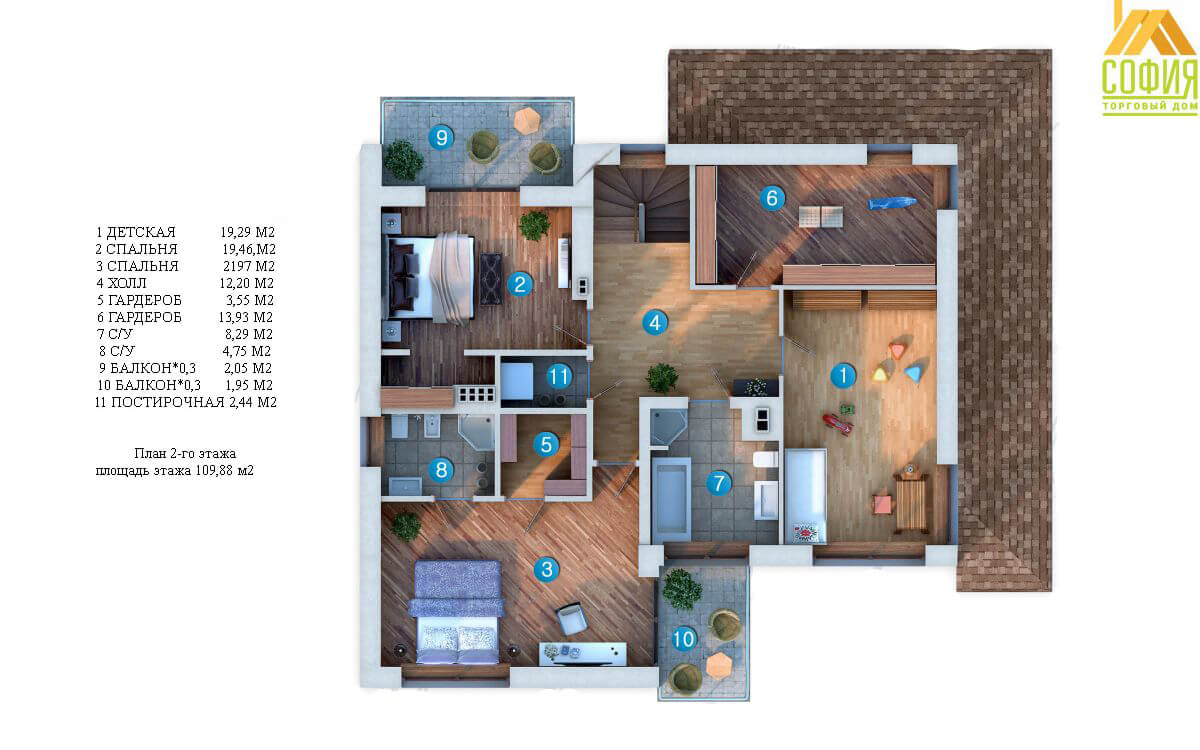 СОФИЯ
ТОРГОВЫЙ ДОМ
1 ДЕТСКАЯ 19,29 М2
2 СПАЛЬНЯ 19,46,М2
3 СПАЛЬНЯ 2197 М2
4 ХОЛЛ 12,20 М2
5 ГАРДЕРОБ 3,55 М2
6 ГАРДЕРОБ 13,93 М2
7 С/У 8,29 М2
8 С/У 4,75 М2
9 БАЛКОН*0,3 2,05 М2
10 БАЛКОН*0,3 1,95 М2
11 ПОСТИРОЧНАЯ 2,44 М2
План 2-го этажа
площадь этажа 109,88 м2
9
6
2
4
11
1
5
8
7
3
10